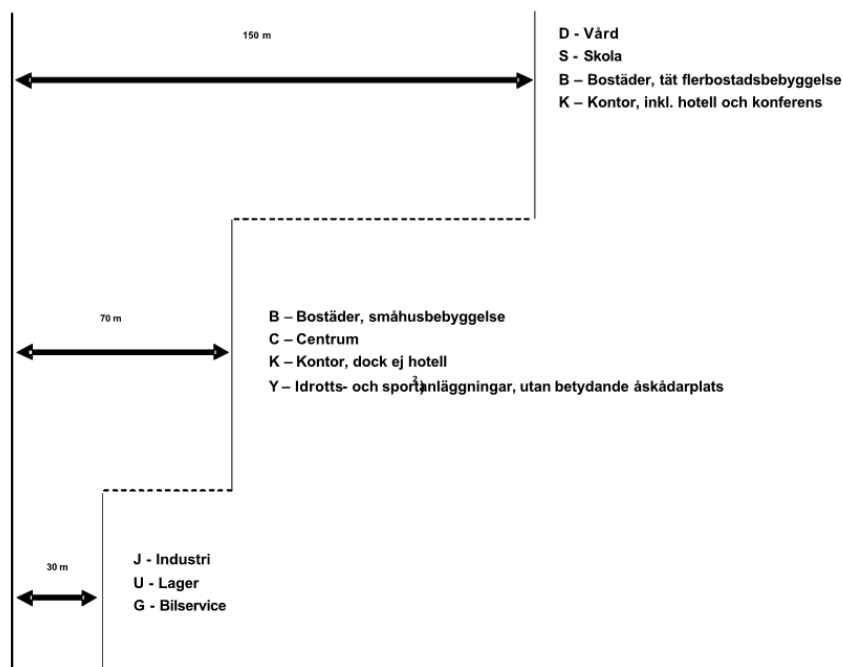 150 m
D - Vård
S - Skola
B – Bostäder, tät flerbostadsbebyggelse
K – Kontor, inkl. hotell och konferens
70 m
B – Bostäder, småhusbebyggelse
C – Centrum
K – Kontor, dock ej hotell
Y – Idrotts- och sportanläggningar, utan betydande åskådarplats
2)
30 m
J - Industri
U - Lager
G - Bilservice